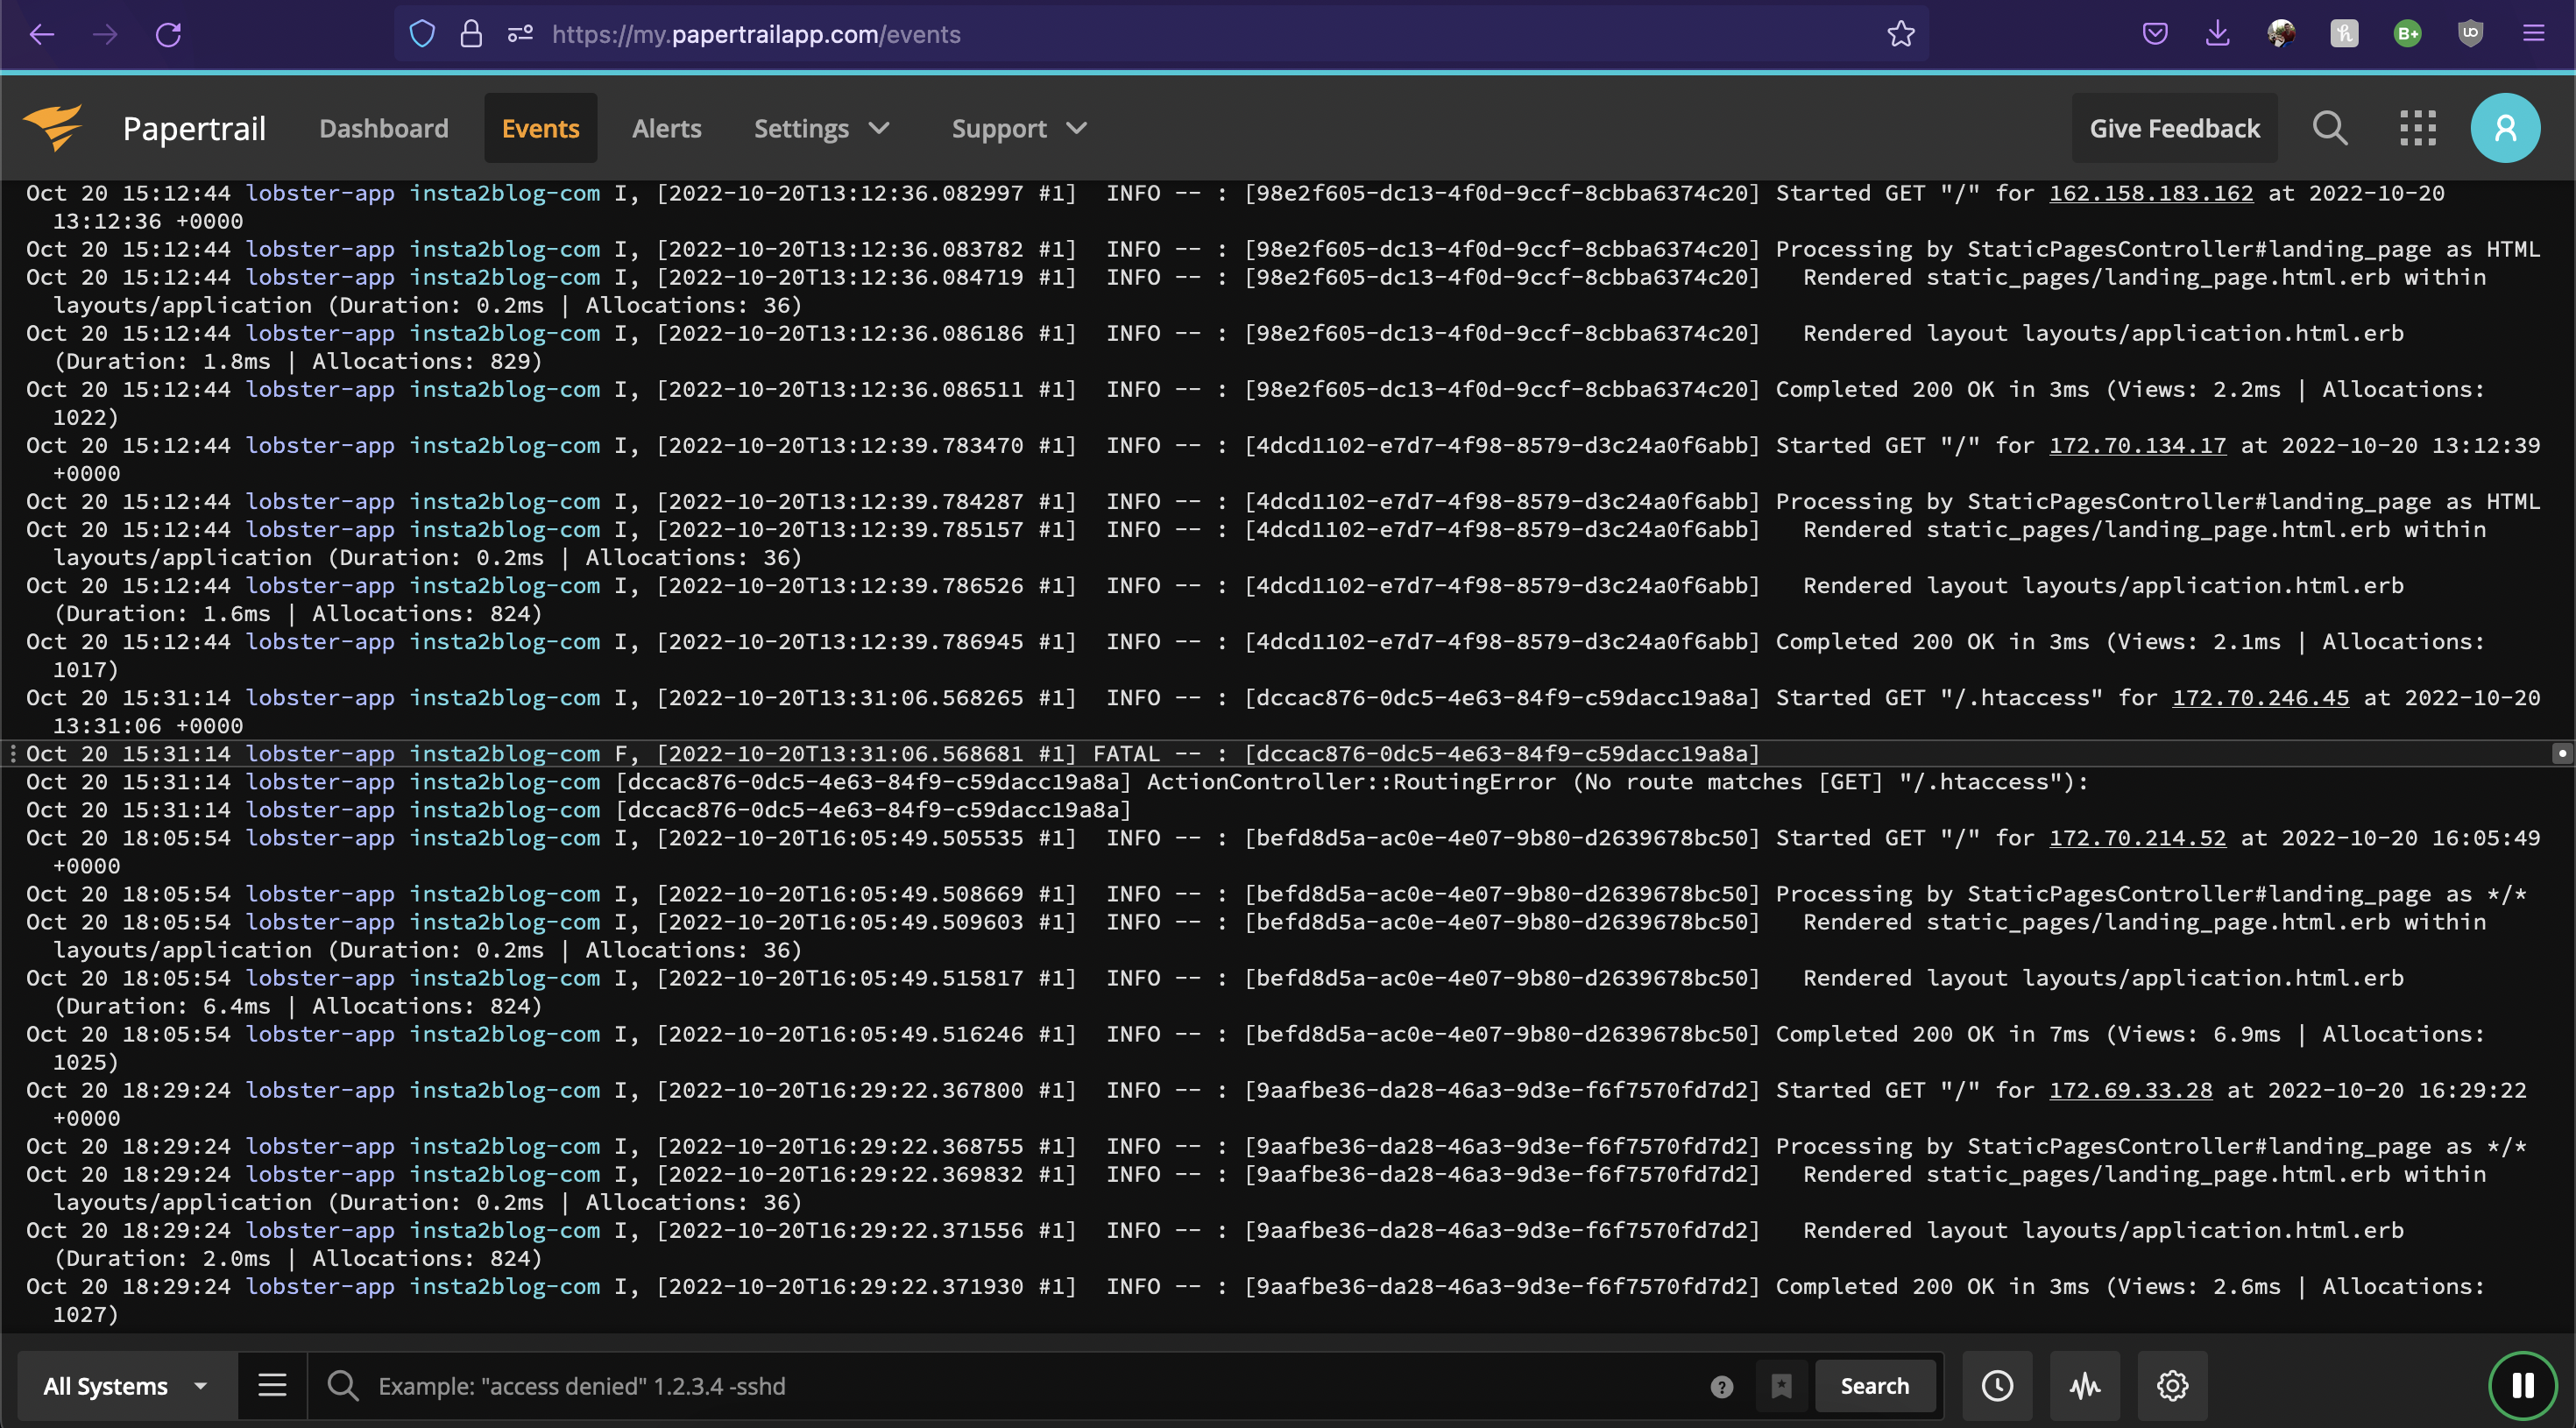 https://my.papertrailapp.com/events
Papertrail Dashboard Events Alerts Settings Support Give Feedback
Oct 20 15:12:44 lobster-app insta2blog-com I, [2022-10-20T13:12:36.082997 #1]  INFO -- : [98e2f605-dc13-4f0d-9ccf-8cbba6374c20] Started GET "/" for 162.158.183.162 at 2022-10-20
13:12:36 +0000
Oct 20 15:12:44 lobster-app insta2blog-com I, [2022-10-20T13:12:36.083782 #1]  INFO -- : [98e2f605-dc13-4f0d-9ccf-8cbba6374c20] Processing by StaticPagesController#landing_page as HTML
Oct 20 15:12:44 lobster-app insta2blog-com I, [2022-10-20T13:12:36.084719 #1]  INFO -- : [98e2f605-dc13-4f0d-9ccf-8cbba6374c20]   Rendered static_pages/landing_page.html.erb within
layouts/application (Duration: 0.2ms | Allocations: 36)
Oct 20 15:12:44 lobster-app insta2blog-com I, [2022-10-20T13:12:36.086186 #1]  INFO -- : [98e2f605-dc13-4f0d-9ccf-8cbba6374c20]   Rendered layout layouts/application.html.erb
(Duration: 1.8ms | Allocations: 829)
Oct 20 15:12:44 lobster-app insta2blog-com I, [2022-10-20T13:12:36.086511 #1]  INFO -- : [98e2f605-dc13-4f0d-9ccf-8cbba6374c20] Completed 200 OK in 3ms (Views: 2.2ms | Allocations:
1022)
Oct 20 15:12:44 lobster-app insta2blog-com I, [2022-10-20T13:12:39.783470 #1]  INFO -- : [4dcd1102-e7d7-4f98-8579-d3c24a0f6abb] Started GET "/" for 172.70.134.17 at 2022-10-20 13:12:39
+0000
Oct 20 15:12:44 lobster-app insta2blog-com I, [2022-10-20T13:12:39.784287 #1]  INFO -- : [4dcd1102-e7d7-4f98-8579-d3c24a0f6abb] Processing by StaticPagesController#landing_page as HTML
Oct 20 15:12:44 lobster-app insta2blog-com I, [2022-10-20T13:12:39.785157 #1]  INFO -- : [4dcd1102-e7d7-4f98-8579-d3c24a0f6abb]   Rendered static_pages/landing_page.html.erb within
layouts/application (Duration: 0.2ms | Allocations: 36)
Oct 20 15:12:44 lobster-app insta2blog-com I, [2022-10-20T13:12:39.786526 #1]  INFO -- : [4dcd1102-e7d7-4f98-8579-d3c24a0f6abb]   Rendered layout layouts/application.html.erb
(Duration: 1.6ms | Allocations: 824)
Oct 20 15:12:44 lobster-app insta2blog-com I, [2022-10-20T13:12:39.786945 #1]  INFO -- : [4dcd1102-e7d7-4f98-8579-d3c24a0f6abb] Completed 200 OK in 3ms (Views: 2.1ms | Allocations:
1017)
Oct 20 15:31:14 lobster-app insta2blog-com I, [2022-10-20T13:31:06.568265 #1]  INFO -- : [dccac876-0dc5-4e63-84f9-c59dacc19a8a] Started GET "/.htaccess" for 172.70.246.45 at 2022-10-20
13:31:06 +0000
Oct 20 15:31:14 lobster-app insta2blog-com F, [2022-10-20T13:31:06.568681 #1] FATAL -- : [dccac876-0dc5-4e63-84f9-c59dacc19a8a]
Oct 20 15:31:14 lobster-app insta2blog-com [dccac876-0dc5-4e63-84f9-c59dacc19a8a] ActionController::RoutingError (No route matches [GET] "/.htaccess"):
Oct 20 15:31:14 lobster-app insta2blog-com [dccac876-0dc5-4e63-84f9-c59dacc19a8a]
Oct 20 18:05:54 lobster-app insta2blog-com I, [2022-10-20T16:05:49.505535 #1]  INFO -- : [befd8d5a-ac0e-4e07-9b80-d2639678bc50] Started GET "/" for 172.70.214.52 at 2022-10-20 16:05:49
+0000
Oct 20 18:05:54 lobster-app insta2blog-com I, [2022-10-20T16:05:49.508669 #1]  INFO -- : [befd8d5a-ac0e-4e07-9b80-d2639678bc50] Processing by StaticPagesController#landing_page as */*
Oct 20 18:05:54 lobster-app insta2blog-com I, [2022-10-20T16:05:49.509603 #1]  INFO -- : [befd8d5a-ac0e-4e07-9b80-d2639678bc50]   Rendered static_pages/landing_page.html.erb within
layouts/application (Duration: 0.2ms | Allocations: 36)
Oct 20 18:05:54 lobster-app insta2blog-com I, [2022-10-20T16:05:49.515817 #1]  INFO -- : [befd8d5a-ac0e-4e07-9b80-d2639678bc50]   Rendered layout layouts/application.html.erb
(Duration: 6.4ms | Allocations: 824)
Oct 20 18:05:54 lobster-app insta2blog-com I, [2022-10-20T16:05:49.516246 #1]  INFO -- : [befd8d5a-ac0e-4e07-9b80-d2639678bc50] Completed 200 OK in 7ms (Views: 6.9ms | Allocations:
1025)
Oct 20 18:29:24 lobster-app insta2blog-com I, [2022-10-20T16:29:22.367800 #1]  INFO -- : [9aafbe36-da28-46a3-9d3e-f6f7570fd7d2] Started GET "/" for 172.69.33.28 at 2022-10-20 16:29:22
+0000
Oct 20 18:29:24 lobster-app insta2blog-com I, [2022-10-20T16:29:22.368755 #1]  INFO -- : [9aafbe36-da28-46a3-9d3e-f6f7570fd7d2] Processing by StaticPagesController#landing_page as */*
Oct 20 18:29:24 lobster-app insta2blog-com I, [2022-10-20T16:29:22.369832 #1]  INFO -- : [9aafbe36-da28-46a3-9d3e-f6f7570fd7d2]   Rendered static_pages/landing_page.html.erb within
layouts/application (Duration: 0.2ms | Allocations: 36)
Oct 20 18:29:24 lobster-app insta2blog-com I, [2022-10-20T16:29:22.371556 #1]  INFO -- : [9aafbe36-da28-46a3-9d3e-f6f7570fd7d2]   Rendered layout layouts/application.html.erb
(Duration: 2.0ms | Allocations: 824)
Oct 20 18:29:24 lobster-app insta2blog-com I, [2022-10-20T16:29:22.371930 #1]  INFO -- : [9aafbe36-da28-46a3-9d3e-f6f7570fd7d2] Completed 200 OK in 3ms (Views: 2.6ms | Allocations:
1027)
All Systems Example: "access denied" 1.2.3.4 -sshd ? Search